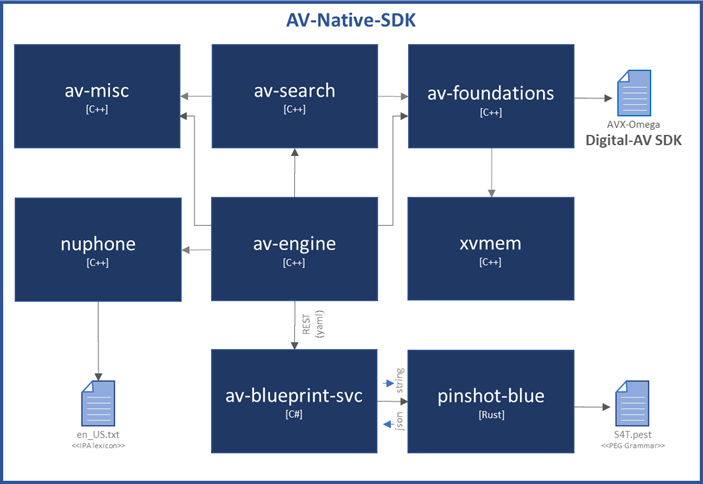 AV-Native-SDK
av-misc
[C++]
av-search
[C++]
av-foundations
[C++]
AVX-Omega
Digital-AV SDK
nuphone
[C++]
av-engine
[C++]
xvmem
[C++]
REST
(yaml)
av-blueprint-svc
[C#]
string
json
pinshot-blue
[Rust]
en_US.txt
<<IPA lexicon>>
S4T.pest
<<PEG Grammar>>